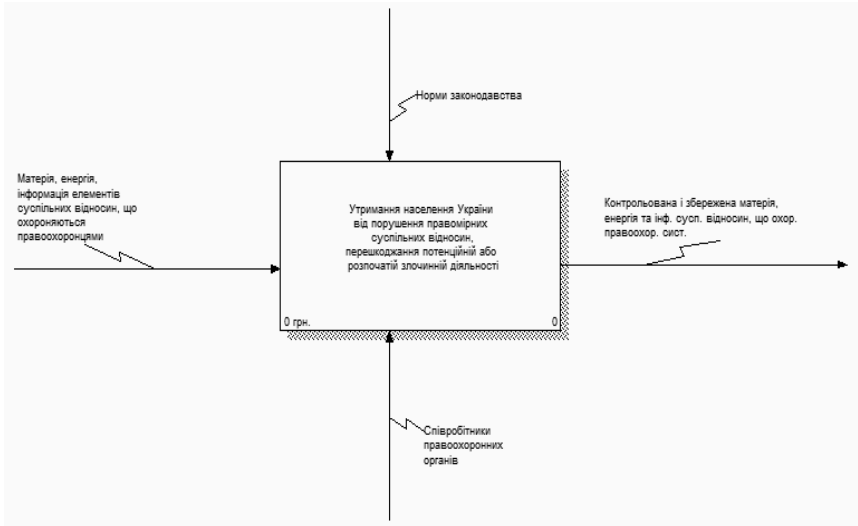 Норми законодавства
Матерія, енергія,
інформація елементів
суспільних відносин, що
охороняються
правоохоронцями
Утримання населення України
від порушення правомірних
суспільних відносин,
перешкоджання потенційній або
розпочатій злочинній діяльності
0 грн.
0
Контрольована і збережена матерія,
енергія та інф. сусп. відносин, що охор.
правоохор. сист.
Співробітники
правоохоронних
органів